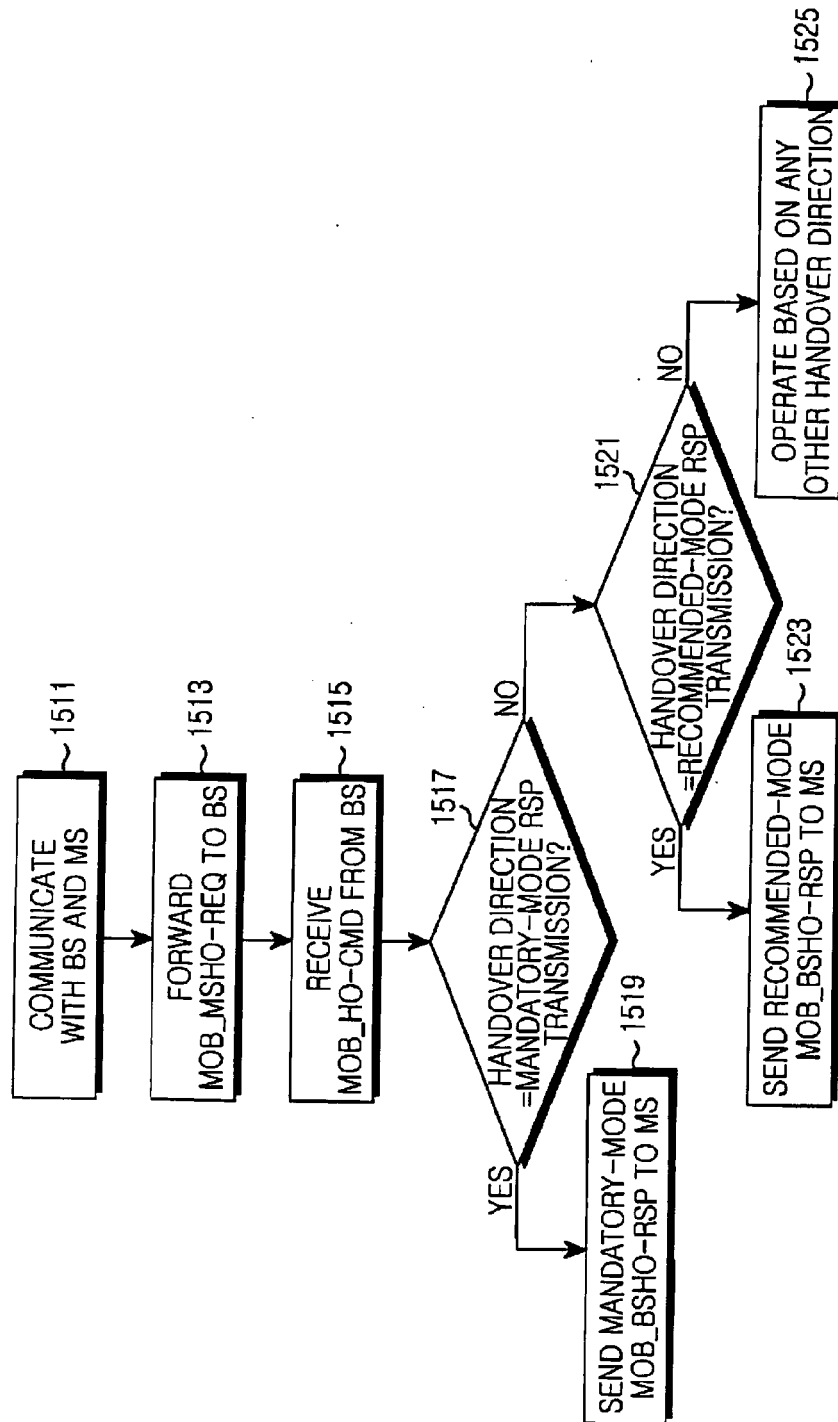 COMMUNICATE
WITH BS AND MS
1511
FORWARD
MOB_MSHO-REQ TO BS
1513
RECEIVE
MOB_HO-CMD FROM BS
1515
1517
HANDOVER DIRECTION
=MANDATORY-MODE RSP
TRANSMISSION?
YES
NO
1519
SEND MANDATORY-MODE
MOB_BSHO-RSP TO MS
1521
HANDOVER DIRECTION
=RECOMMENDED-MODE RSP
TRANSMISSION?
YES
NO
1523
SEND RECOMMENDED-MODE
MOB_BSHO-RSP TO MS
1525
OPERATE BASED ON ANY
OTHER HANDOVER DIRECTION